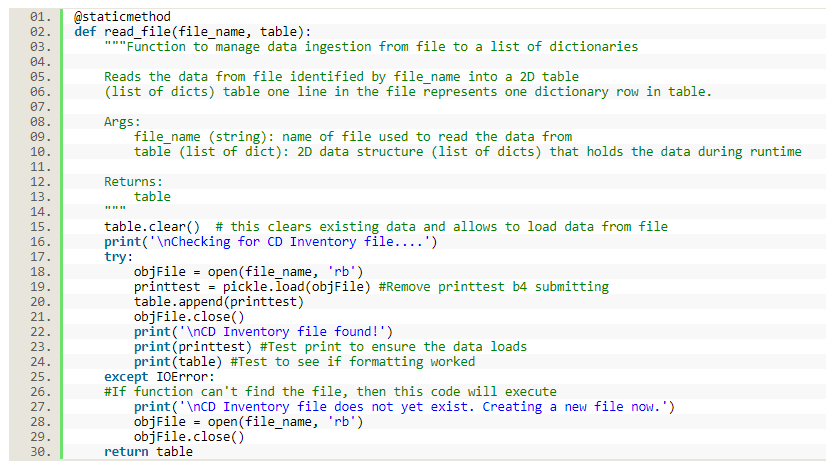 01. @staticmethod
02. def read_file(file_name, table):
03.     """Function to manage data ingestion from file to a list of dictionaries
04.
05.     Reads the data from file identified by file_name into a 2D table
06.     (list of dicts) table one line in the file represents one dictionary row in table.
07.
08.     Args:
09.         file_name (string): name of file used to read the data from
10.         table (list of dict): 2D data structure (list of dicts) that holds the data during runtime
11.
12.     Returns:
13.         table
14.     """
15.     table.clear()  # this clears existing data and allows to load data from file
16.     print('\nChecking for CD Inventory file....')
17.     try:
18.         objFile = open(file_name, 'rb')
19.         printtest = pickle.load(objFile) #Remove printtest b4 submitting
20.         table.append(printtest)
21.         objFile.close()
22.         print('\nCD Inventory file found!')
23.         print(printtest) #Test print to ensure the data loads
24.         print(table) #Test to see if formatting worked
25.     except IOError:
26.     #If function can't find the file, then this code will execute
27.         print('\nCD Inventory file does not yet exist. Creating a new file now.')
28.         objFile = open(file_name, 'rb')
29.         objFile.close()
30.     return table